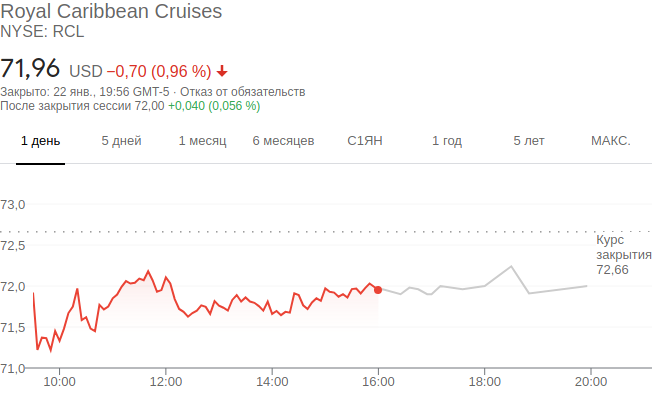 Royal Caribbean Cruises
NYSE: RCL
71,96 USD −0,70 (0,96 %)
Закрыто: 22 янв., 19:56 GMT-5 · Отказ от обязательств
После закрытия сессии 72,00 +0,040 (0,056 %)
1 день 5 дней 1 месяц 6 месяцев С1ЯН 1 год 5 лет МАКС.
73,0
72,5
72,0
71,5
71,0
Курс
закрытия
72,66
10:00 12:00 14:00 16:00 18:00 20:00